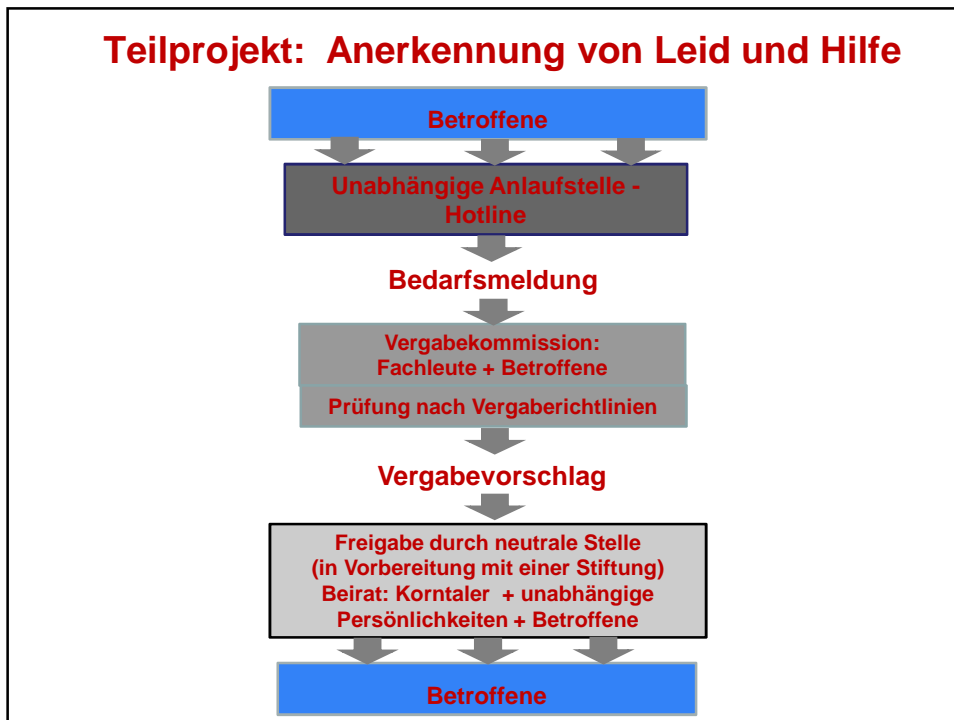 Teilprojekt:  Anerkennung von Leid und Hilfe
Betroffene
Unabhängige Anlaufstelle -
Hotline
Bedarfsmeldung
Vergabekommission:
Fachleute + Betroffene
Prüfung nach Vergaberichtlinien
Vergabevorschlag
Freigabe durch neutrale Stelle
(in Vorbereitung mit einer Stiftung)
Beirat: Korntaler  + unabhängige
Persönlichkeiten + Betroffene
Betroffene